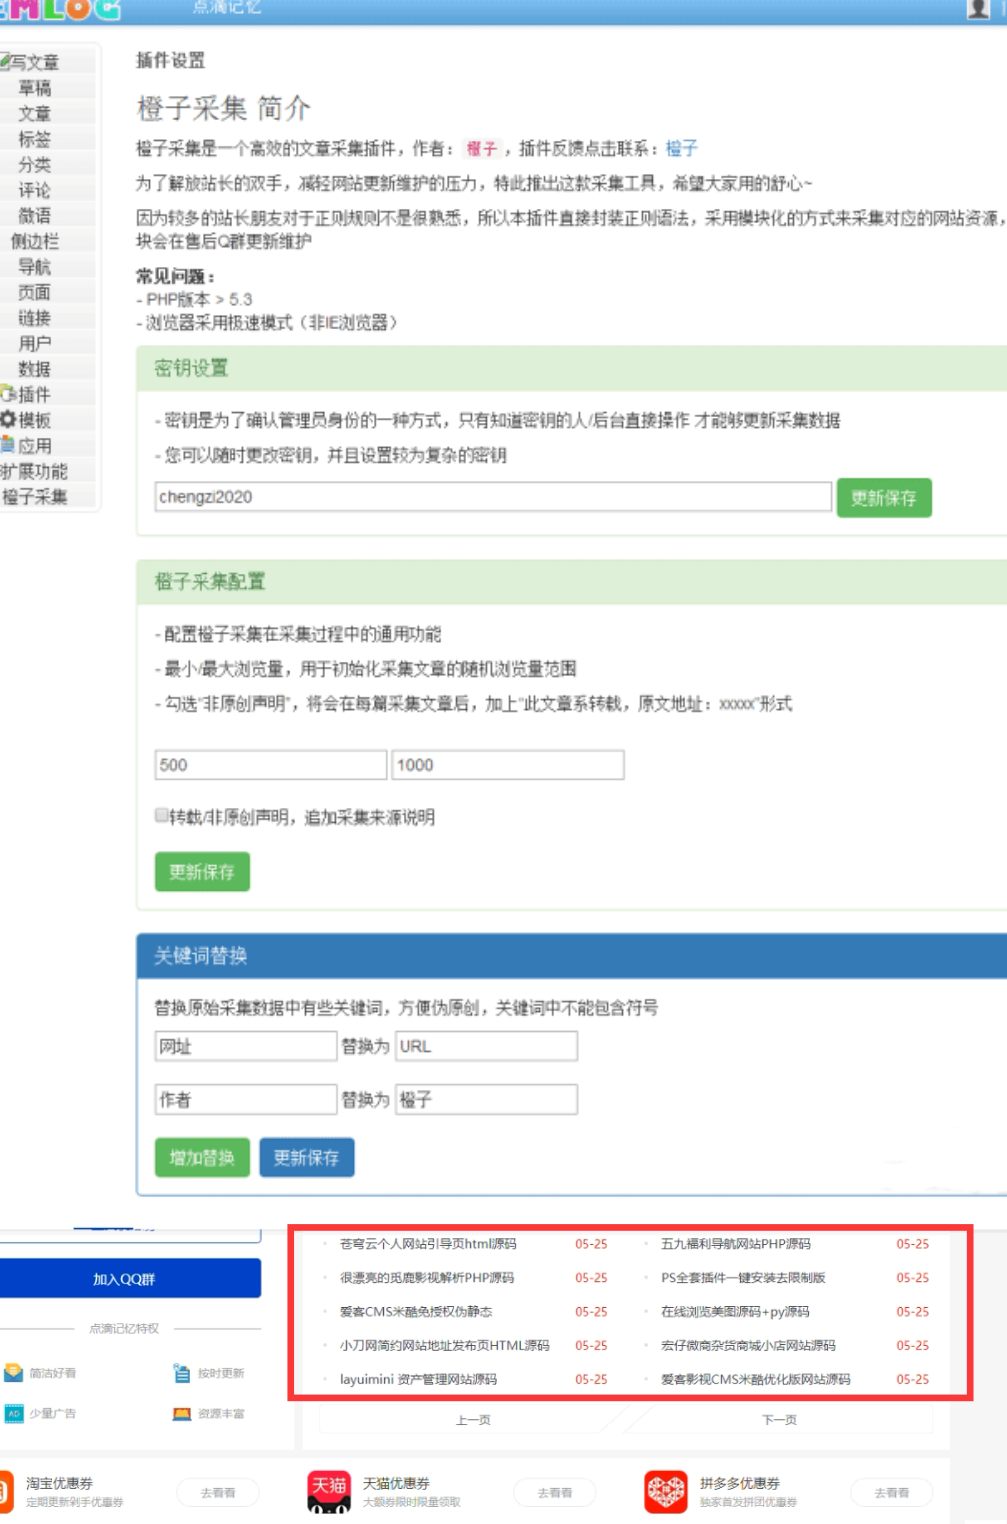 EMLOG
点滴记忆
写文章
草稿
文章
标签
分类
评论
微语
侧边栏
导航
页面
链接
用户
数据
插件
模板
应用
扩展功能
橙子采集
插件设置
橙子采集 简介
橙子采集是一个高效的文章采集插件，作者： 橙子 ，插件反馈点击联系：橙子
为了解放站长的双手，减轻网站更新维护的压力，特此推出这款采集工具，希望大家用的舒心~
因为较多的站长朋友对于正则规则不是很熟悉，所以本插件直接封装正则语法，采用模块化的方式来采集对应的网站资源，
块会在售后Q群更新维护
常见问题：
- PHP版本 > 5.3
- 浏览器采用极速模式（非IE浏览器）
密钥设置
- 密钥是为了确认管理员身份的一种方式，只有知道密钥的人/后台直接操作 才能够更新采集数据
- 您可以随时更改密钥，并且设置较为复杂的密钥
chengzi2020 更新保存
橙子采集配置
- 配置橙子采集在采集过程中的通用功能
- 最小/最大浏览量，用于初始化采集文章的随机浏览量范围
- 勾选“非原创声明”，将会在每篇采集文章后，加上“此文章系转载，原文地址：xxxxx”形式
500 1000
转载/非原创声明，追加采集来源说明
更新保存
关键词替换
替换原始采集数据中有些关键词，方便伪原创，关键词中不能包含符号
网址 替换为 URL
作者 替换为 橙子
增加替换 更新保存
加入QQ群
点滴记忆特权
简洁好看 按时更新
少量广告 资源丰富
苍穹云个人网站引导页html源码 05-25 五九福利导航网站PHP源码 05-25
很漂亮的觅鹿影视解析PHP源码 05-25 PS全套插件一键安装去限制版 05-25
爱客CMS米酷免授权伪静态 05-25 在线浏览美图源码+py源码 05-25
小刀网简约网站地址发布页HTML源码 05-25 宏仔微商杂货商城小店网站源码 05-25
layuimini 资产管理网站源码 05-25 爱客影视CMS米酷优化版网站源码 05-25
上一页 下一页
淘宝优惠券 去看看 天猫 天猫优惠券 去看看 拼多多优惠券 去看看
定期更新剁手优惠券 大额券限时限量领取 独家首发拼团优惠券